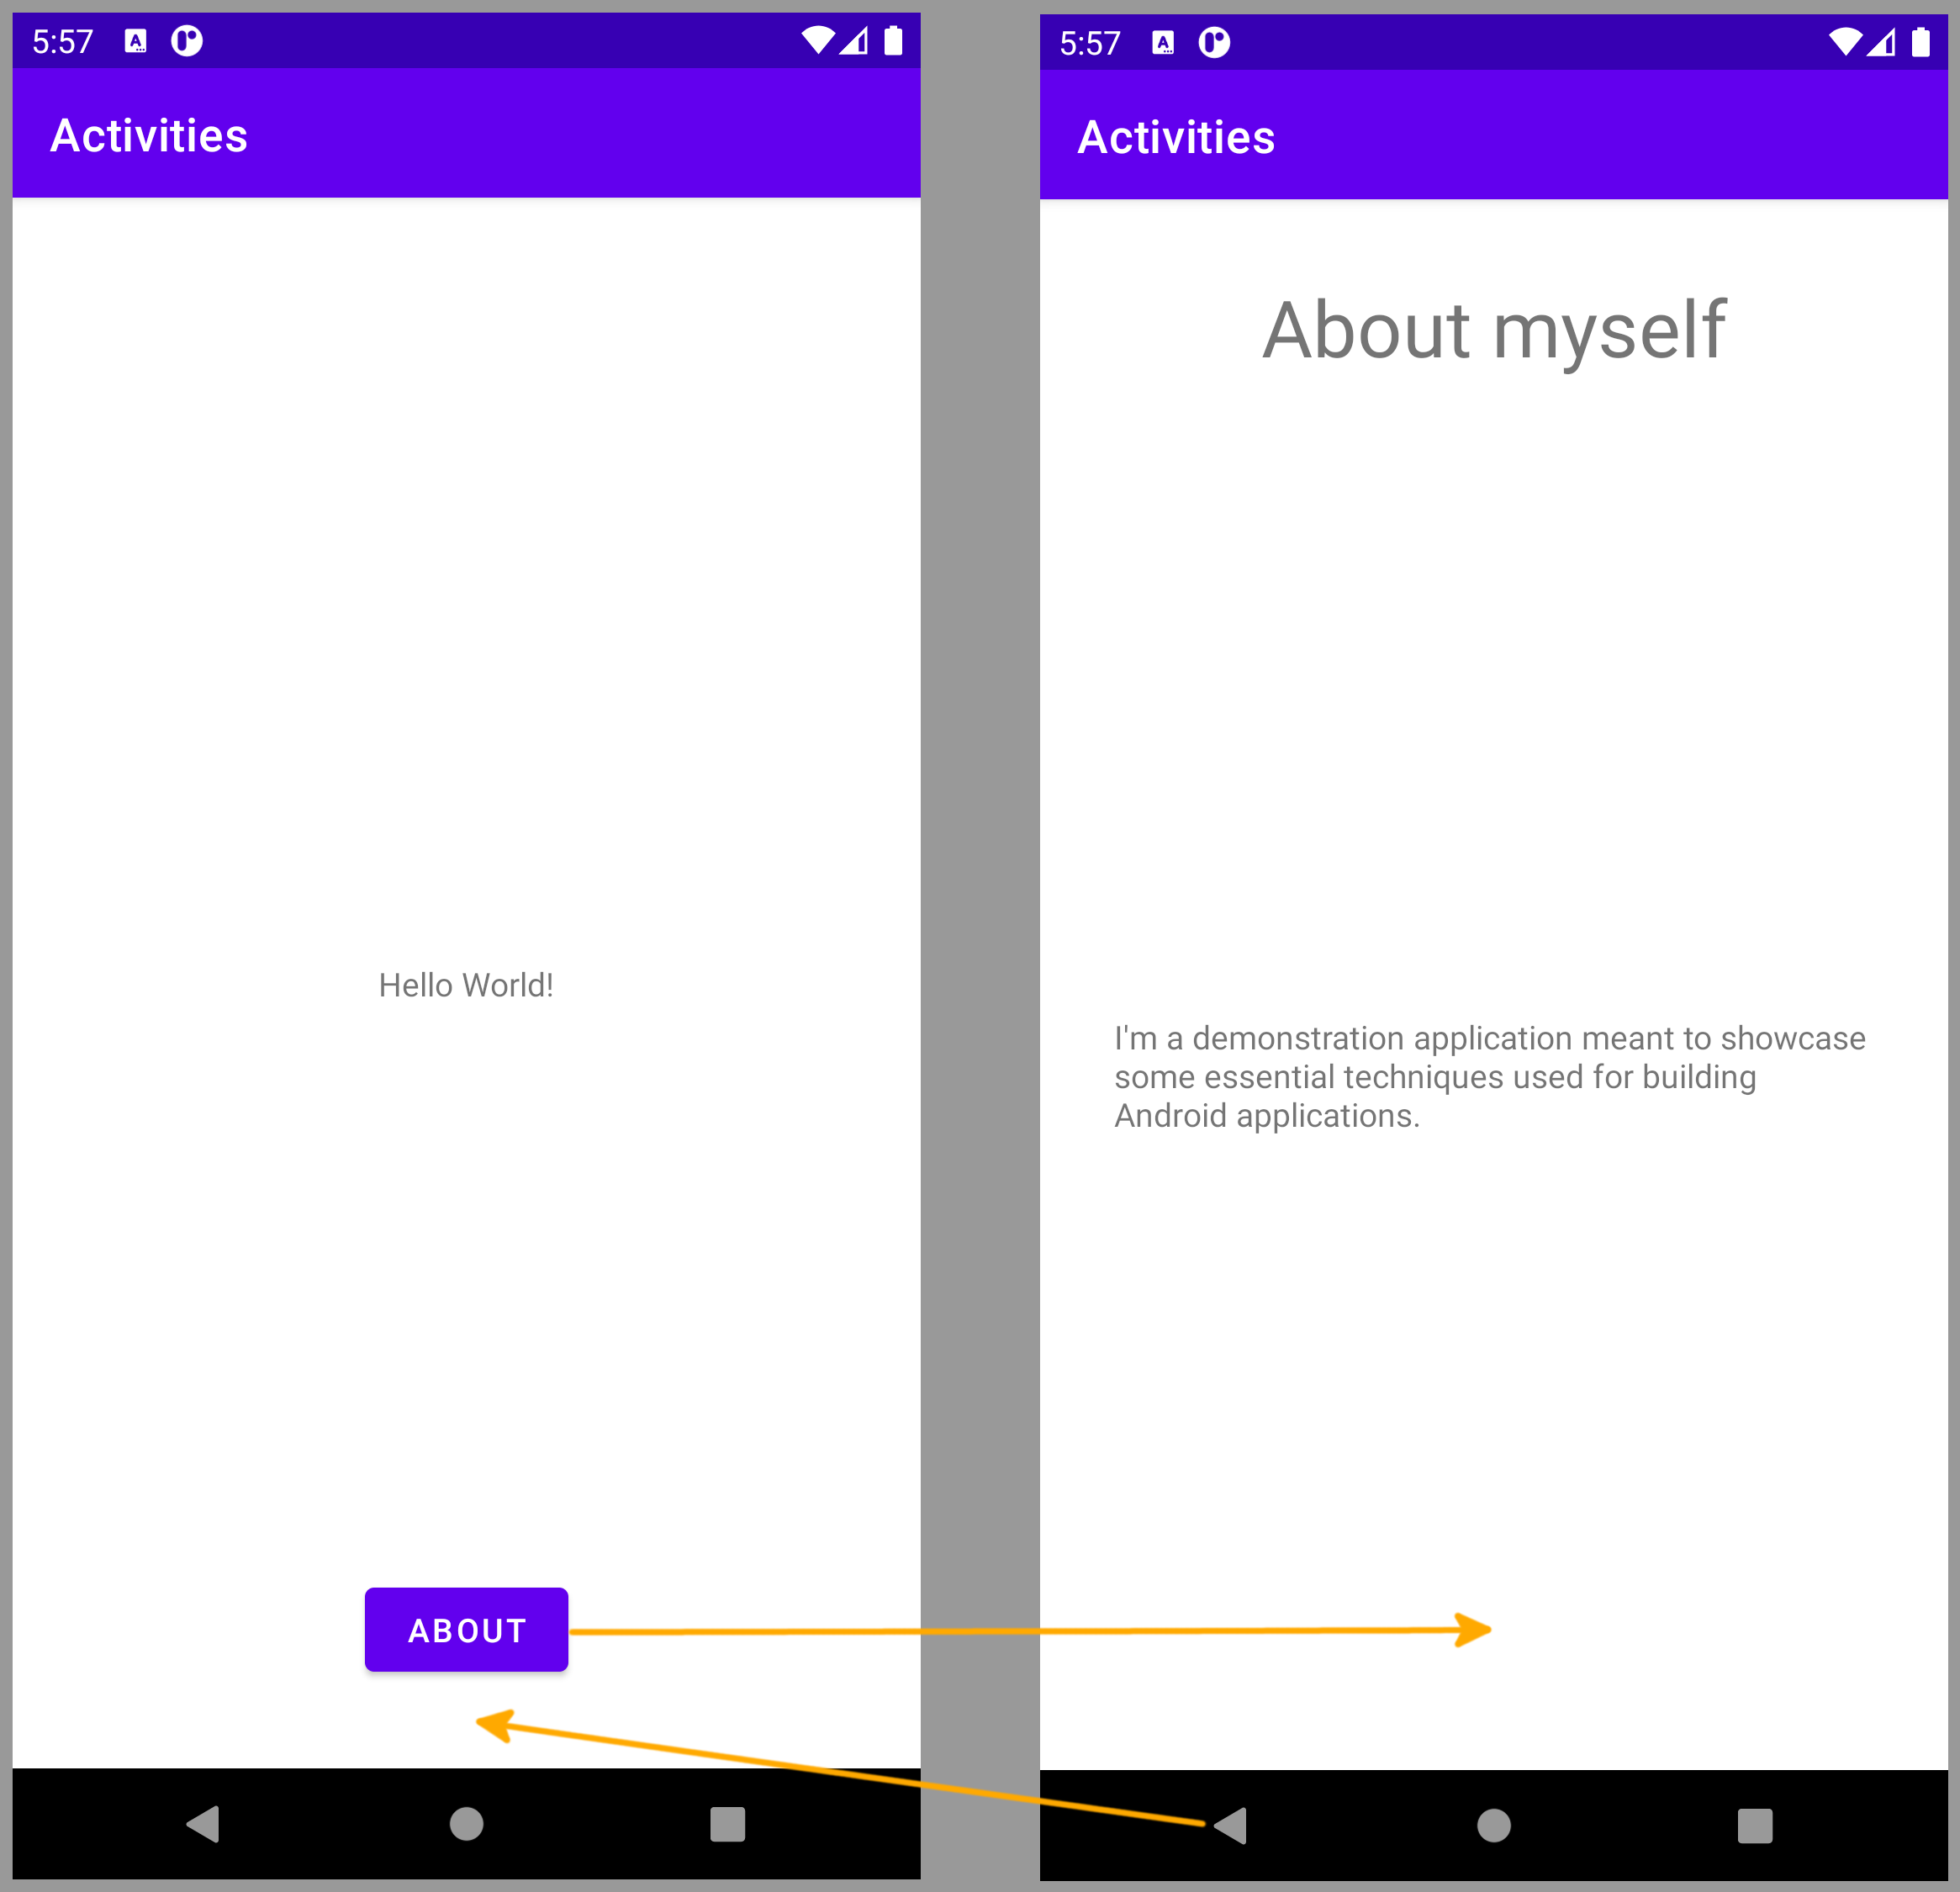 5:57
Activities
Hello World!
ABOUT
5:57
Activities
About myself
I'm a demonstration application meant to showcase
some essential techniques used for building
Android applications.